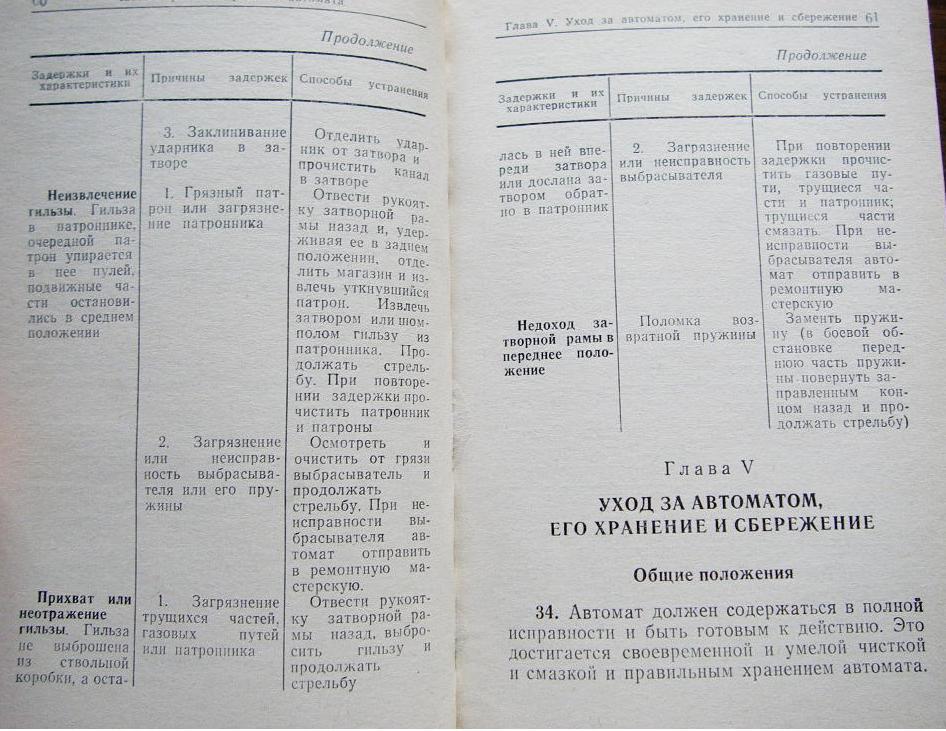 60
автомата
Продолжение
Задержки и их
характеристики
Причины задержек
Способы устранения
3. Заклинивание
ударника в за-
творе
Отделить удар-
ник от затвора и
прочистить канал
в затворе
Неизвлечение
гильзы. Гильза
в патроннике,
очередной па-
трон упирается
в нее пулей,
подвижные ча-
сти останови-
лись в среднем
положении
1. Грязный пат-
рон или загрязне-
ние патронника
Отвести рукоят-
ку затворной ра-
мы назад и, удер-
живая ее в заднем
положении, отде-
лить магазин и из-
влечь уткнувшийся
патрон. Извлечь
затвором или шом-
полом гильзу из
патронника. Про-
должать стрель-
бу. При повторе-
нии задержки про-
чистить патронник
и патроны
2. Загрязнение
или неисправ-
ность выбрасыва-
теля или его пру-
жины
Осмотреть и
очистить от грязи
выбрасыватель и
продолжать
стрельбу. При не-
исправности вы-
брасывателя ав-
томат отправить
в ремонтную ма-
стерскую.
Прихват или
неотражение
гильзы. Гильза
не выброшена
из ствольной
коробки, а оста-
1. Загрязнение
трущихся частей,
газовых путей
или патронника
Отвести рукоят-
ку затворной ра-
мы назад, выбро-
сить гильзу и
продолжать
стрельбу
Глава V. Уход за автоматом, его хранение и сбережение 61
Продолжение
Задержки и их
характеристики
Причины задержек
Способы устранения
лась в ней впе-
реди затвора
или дослана за-
твором обрат-
но в патронник
2. Загрязнение
или неисправность
выбрасывателя
При повторении
задержки прочис-
тить газовые пу-
ти, трущиеся ча-
сти и патронник;
трущиеся части
смазать. При не-
исправности вы-
брасывателя авто-
мат отправить в
ремонтную ма-
стерскую
Недоход за-
творной рамы в
переднее поло-
жение
Поломка воз-
вратной пружины
Заменть пружи-
ну (в боевой об-
становке перед-
нюю часть пружи-
ны повернуть за-
правленным кон-
цом назад и про-
должать стрельбу)
Глава V
УХОД ЗА АВТОМАТОМ,
ЕГО ХРАНЕНИЕ И СБЕРЕЖЕНИЕ
Общие положения
34. Автомат должен содержаться в полной
исправности и быть готовым к действию. Это
достигается своевременной и умелой чисткой
и смазкой и правильным хранением автомата.